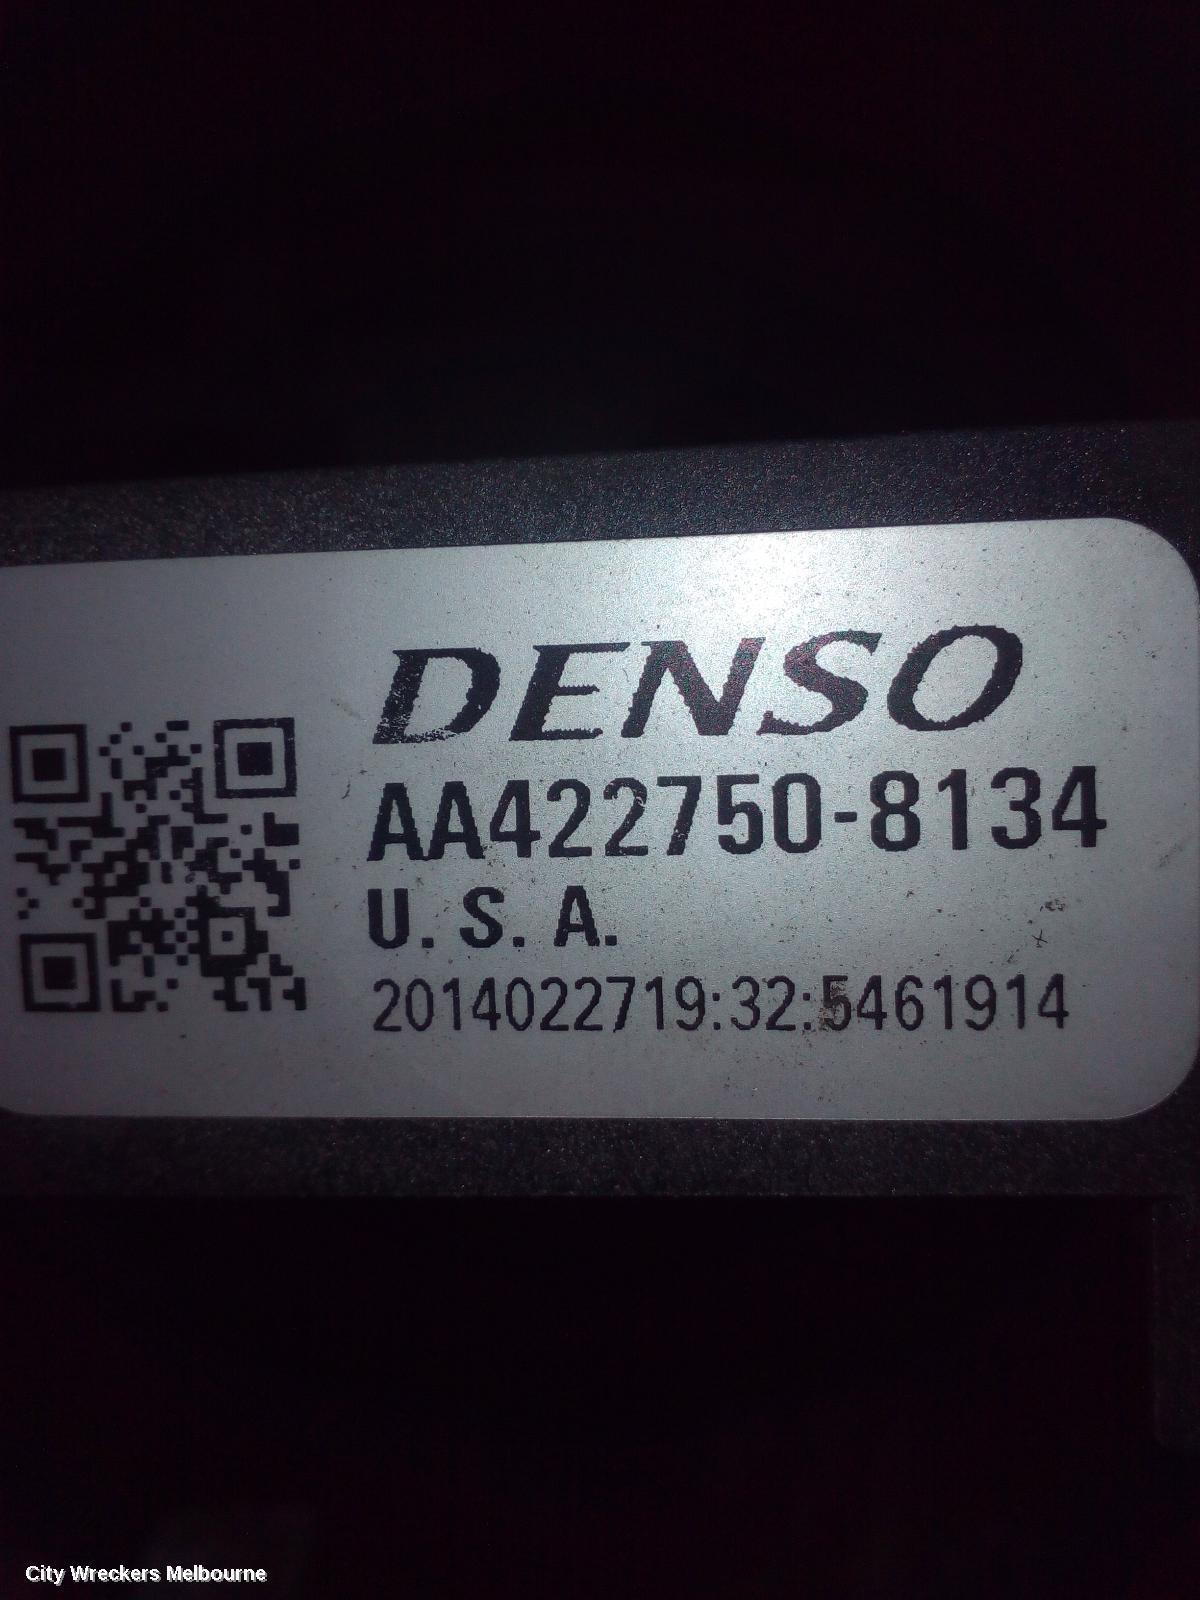 DENSO
AA422750-8134
U. S. A.
2014022719:32:5461914
City Wreckers Melbourne